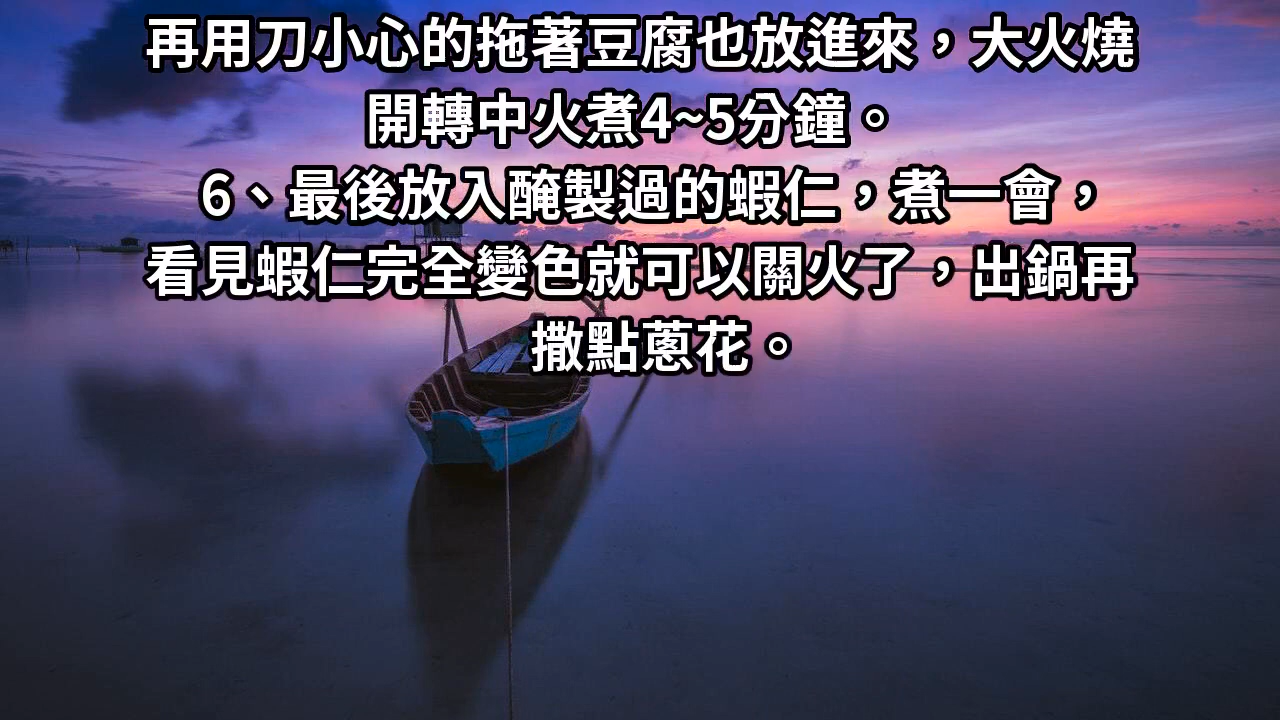 再用刀小心的拖著豆腐也放進來，大火燒
開轉中火煮4~5分鐘。
6、最後放入醃製過的蝦仁，煮一會，
看見蝦仁完全變色就可以關火了，出鍋再
撒點蔥花。